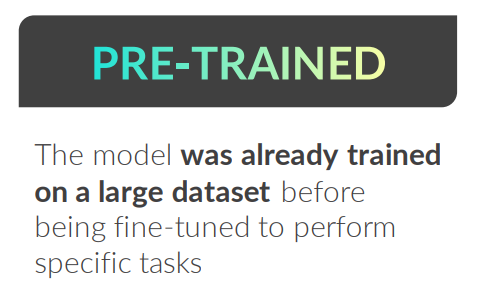 PRE-TRAINED
The model was already trained
on a large dataset before
being fine-tuned to perform
specific tasks